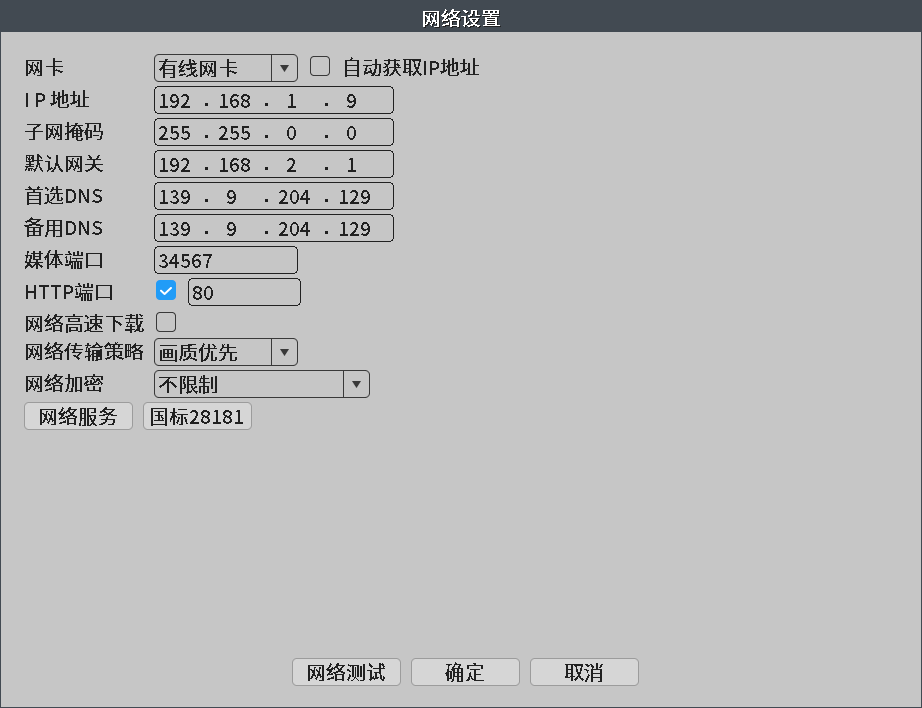 网络设置
网卡 有线网卡 自动获取IP地址
IP地址 192 . 168 . 1 . 9
子网掩码 255 . 255 . 0 . 0
默认网关 192 . 168 . 2 . 1
首选DNS 139 . 9 . 204 . 129
备用DNS 139 . 9 . 204 . 129
媒体端口 34567
HTTP端口 80
网络高速下载
网络传输策略 画质优先
网络加密 不限制
网络服务 国标28181
网络测试 确定 取消